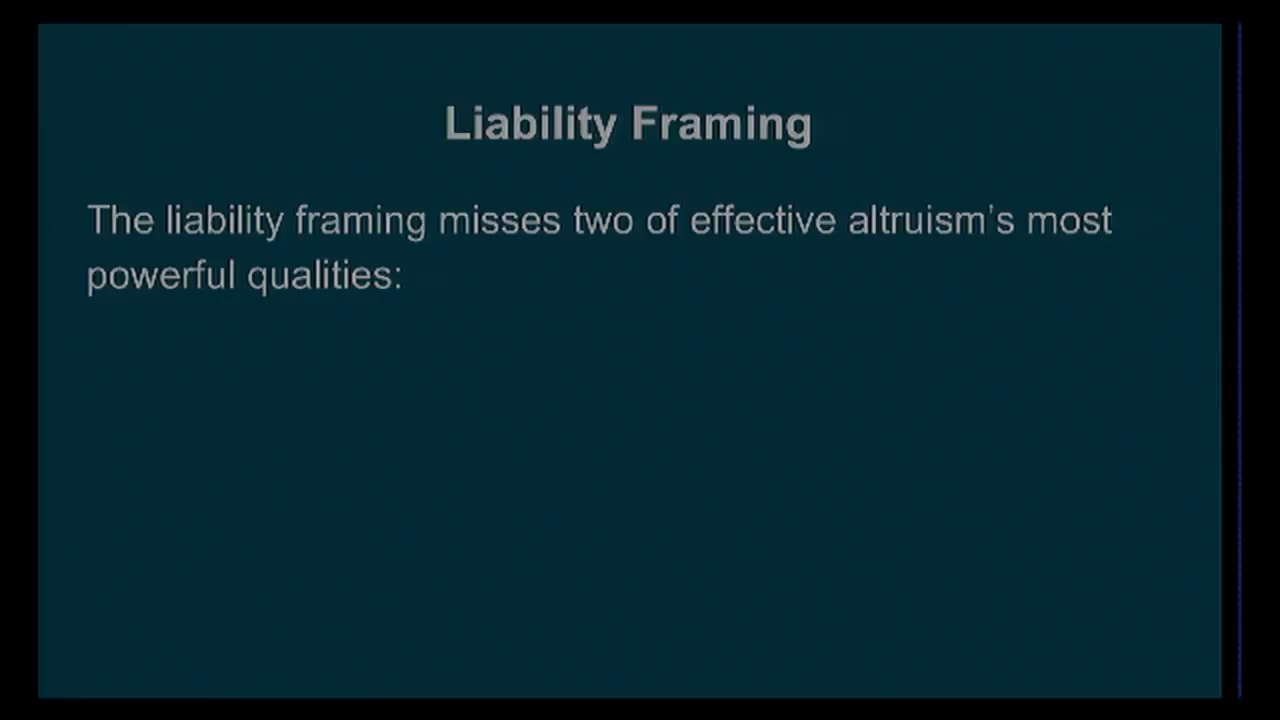 Liability Framing
The liability framing misses two of effective altruism's most
powerful qualities: